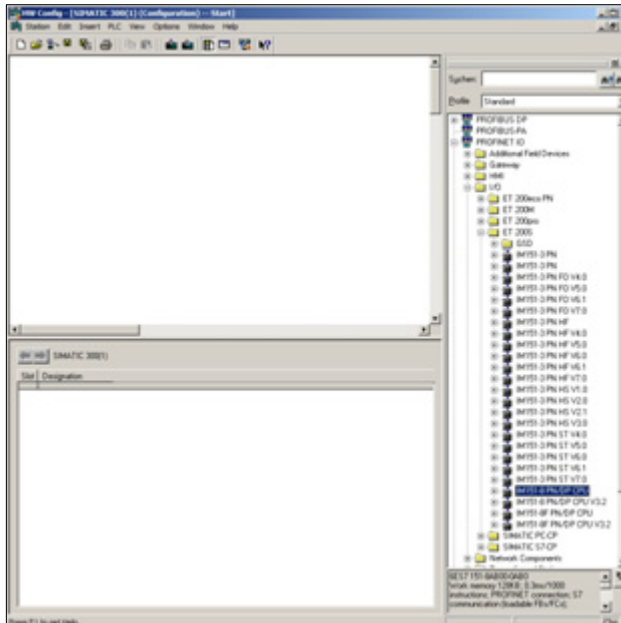 HW Config - [SIMATIC 300(1) (Configuration) -- Start]
Station Edit Insert PLC View Options Window Help
Suchen:
Profile Standard
PROFIBUS DP
PROFIBUS-PA
PROFINET IO
Additional Field Devices
Gateway
HMI
I/O
ET 200eco PN
ET 200M
ET 200pro
ET 200S
GSD
IM151-3 PN
IM151-3 PN
IM151-3 PN FO V4.0
IM151-3 PN FO V5.0
IM151-3 PN FO V6.1
IM151-3 PN FO V7.0
IM151-3 PN HF
IM151-3 PN HF V4.0
IM151-3 PN HF V5.0
IM151-3 PN HF V6.0
IM151-3 PN HF V6.1
IM151-3 PN HF V7.0
IM151-3 PN HS V1.0
IM151-3 PN HS V2.0
IM151-3 PN HS V2.1
IM151-3 PN HS V3.0
IM151-3 PN ST V4.0
IM151-3 PN ST V5.0
IM151-3 PN ST V6.0
IM151-3 PN ST V6.1
IM151-3 PN ST V7.0
IM151-8 PN/DP CPU
IM151-8 PN/DP CPU V3.2
IM151-8F PN/DP CPU
IM151-8F PN/DP CPU V3.2
SIMATIC PC-CP
SIMATIC S7-CP
Network Components
SIMATIC 300(1)
Slot Designation
6ES7 151-8AB00-0AB0
Work memory 128KB; 0.3ms/1000
instructions; PROFINET connection; S7
communication (loadable FBs/FCs);
Press F1 to get Help.
Chg